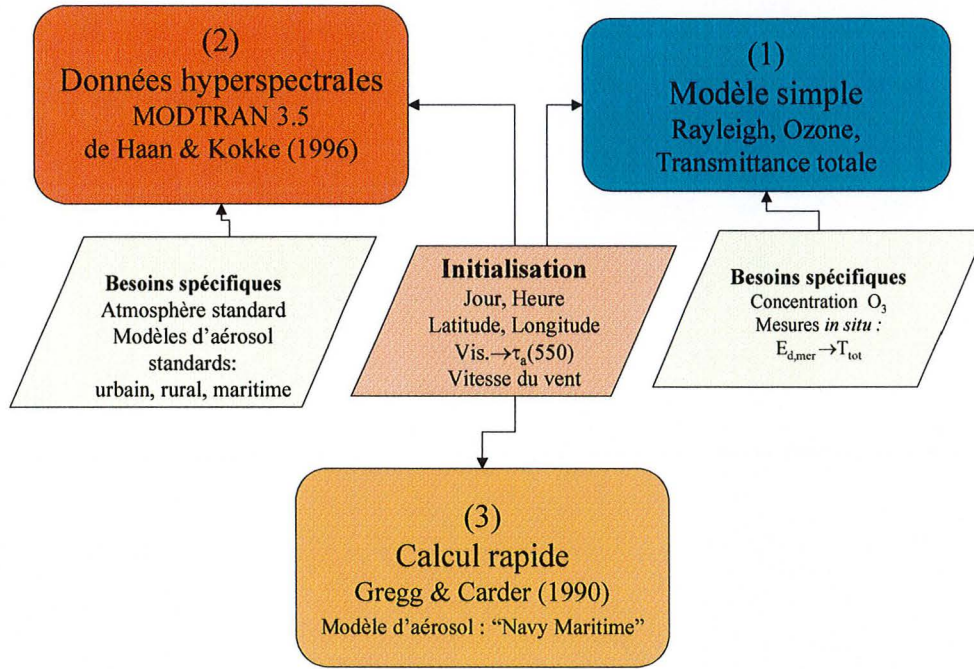 (2)
Données hyperspectrales
MODTRAN 3.5
de Haan & Kokke (1996)
(1)
Modèle simple
Rayleigh, Ozone,
Transmittance totale
Besoins spécifiques
Atmosphère standard
Modèles d'aérosol
standards:
urbain, rural, maritime
Initialisation
Jour, Heure
Latitude, Longitude
Vis.→τa(550)
Vitesse du vent
Besoins spécifiques
Concentration O3
Mesures in situ :
Ed,mer→Ttot
(3)
Calcul rapide
Gregg & Carder (1990)
Modèle d'aérosol : “Navy Maritime”